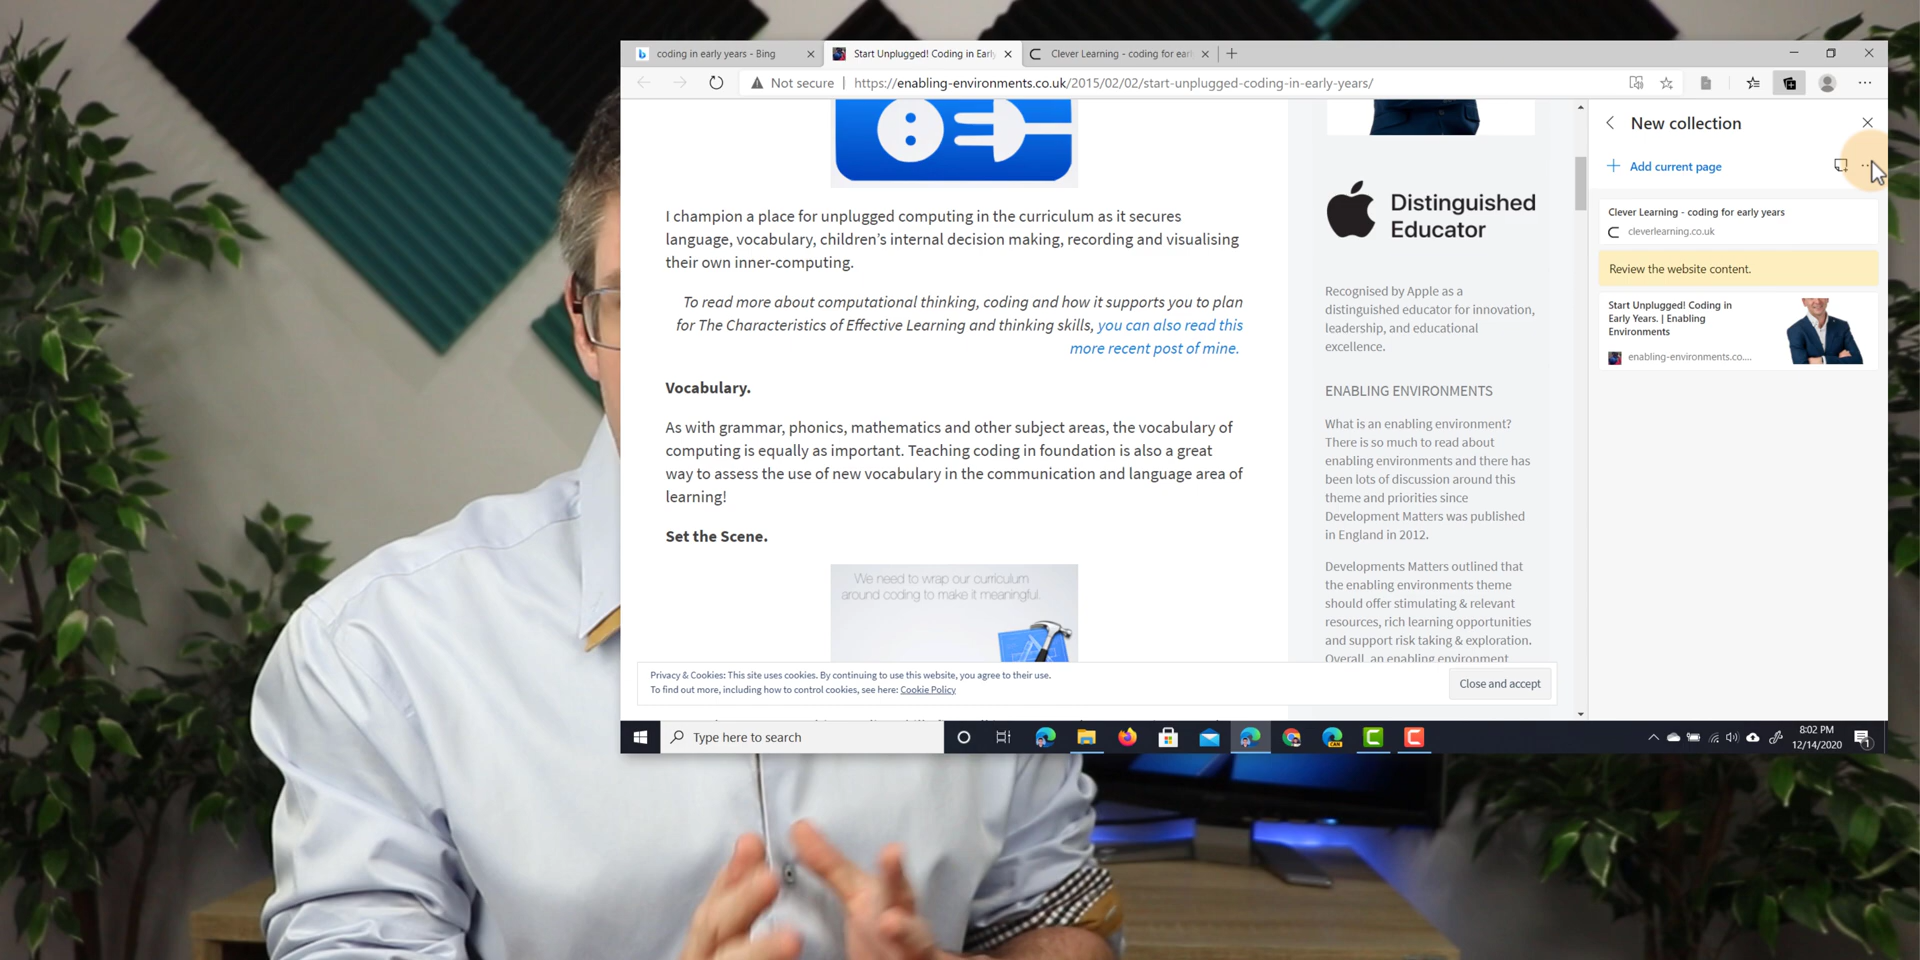 coding in early years - Bing
Start Unplugged! Coding in Early
Clever Learning - coding for earl
Not secure
https://enabling-environments.co.uk/2015/02/02/start-unplugged-coding-in-early-years/
I champion a place for unplugged computing in the curriculum as it secures
language, vocabulary, children's internal decision making, recording and visualising
their own inner-computing.
To read more about computational thinking, coding and how it supports you to plan
for The Characteristics of Effective Learning and thinking skills, you can also read this
more recent post of mine.
Vocabulary.
As with grammar, phonics, mathematics and other subject areas, the vocabulary of
computing is equally as important. Teaching coding in foundation is also a great
way to assess the use of new vocabulary in the communication and language area of
learning!
Set the Scene.
We need to wrap our curriculum
around coding to make it meaningful.
Distinguished
Educator
Recognised by Apple as a
distinguished educator for innovation,
leadership, and educational
excellence.
ENABLING ENVIRONMENTS
What is an enabling environment?
There is so much to read about
enabling environments and there has
been lots of discussion around this
theme and priorities since
Development Matters was published
in England in 2012.
Developments Matters outlined that
the enabling environments theme
should offer stimulating & relevant
resources, rich learning opportunities
and support risk taking & exploration.
Overall, an enabling environment
New collection
Add current page
Clever Learning - coding for early years
cleverlearning.co.uk
Review the website content.
Start Unplugged! Coding in
Early Years. | Enabling
Environments
enabling-environments.co....
Privacy & Cookies: This site uses cookies. By continuing to use this website, you agree to their use.
To find out more, including how to control cookies, see here: Cookie Policy
Close and accept
Type here to search
CAN
8:02 PM
12/14/2020
1